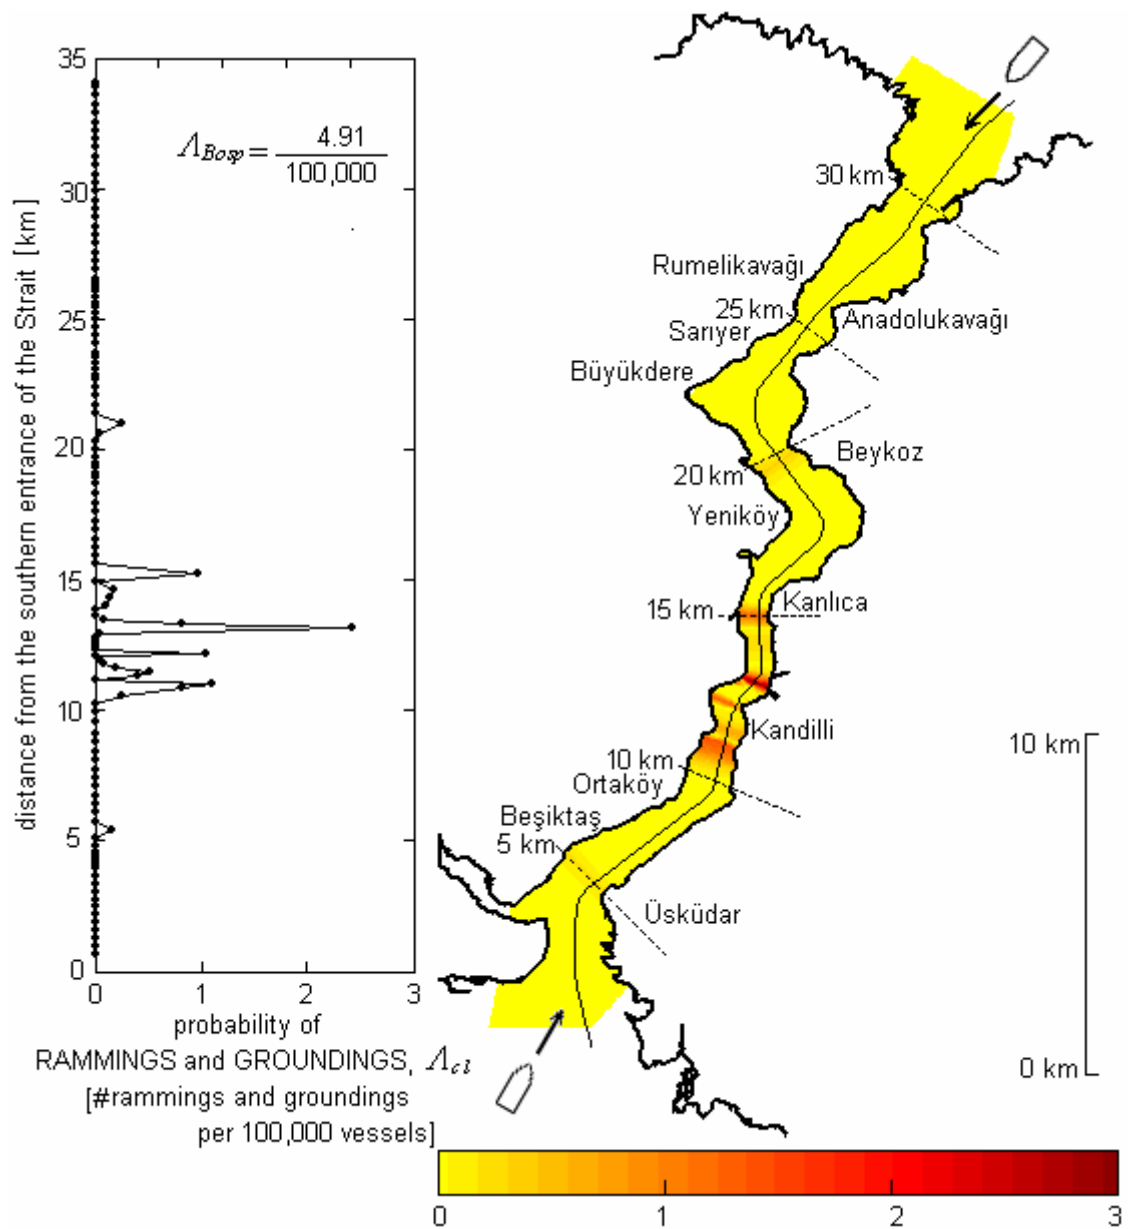 35
30
25
20
15
10
5
0
distance from the southern entrance of the Strait [km]
Λ_Bosp = 4.91
100,000
0 1 2 3
probability of
RAMMINGS and GROUNDINGS, Λ_cl
[#rammings and groundings
per 100,000 vessels]
30 km
Rumelikavağı
25 km
Anadolukavağı
Sarıyer
Büyükdere
Beykoz
20 km
Yeniköy
Kanlıca
15 km
Kandilli
10 km
Ortaköy
Beşiktaş
5 km
Üsküdar
10 km
0 km
0 1 2 3